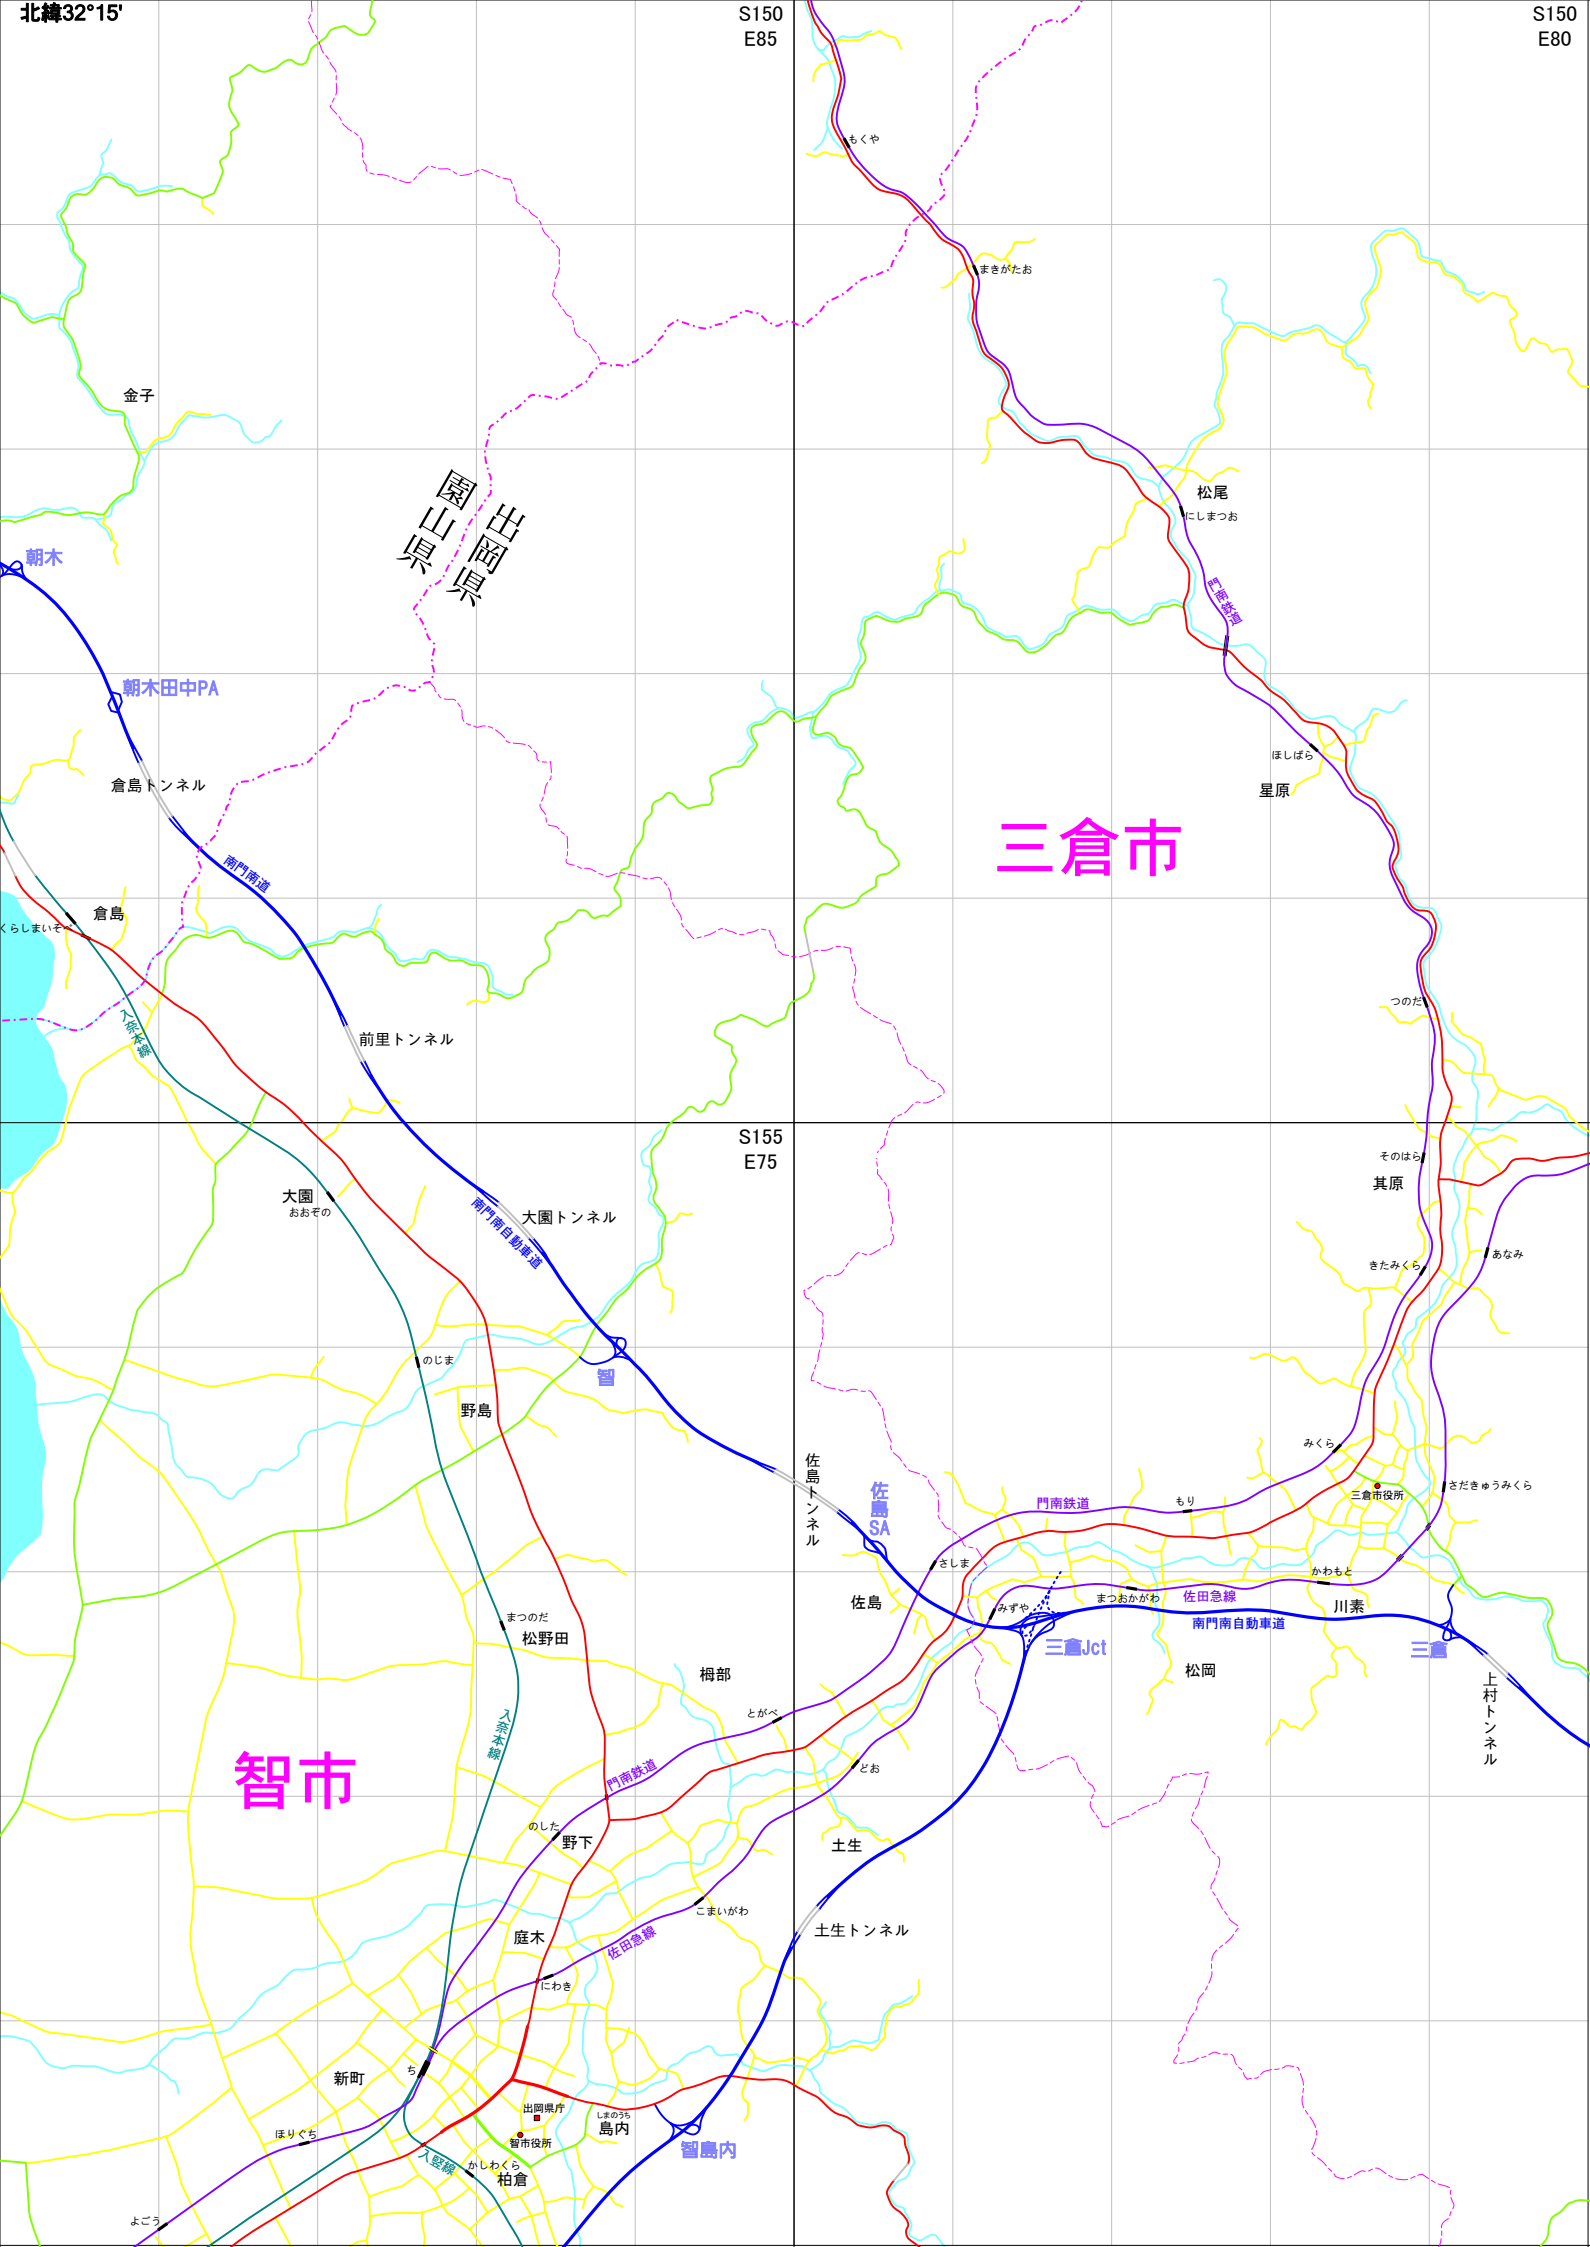 北緯32°15'
S150
E85
S150
E80
もくや
まきがたお
金子
園山県
出岡県
松尾
にしまつお
朝木
門南鉄道
朝木田中PA
倉島トンネル
ほしばら
星原
三倉市
南門南道
倉島
くらしまいそべ
つのだ
入奈本線
前里トンネル
S155
E75
そのはら
其原
大園
おおぞの
大園トンネル
南門南自動車道
あなみ
きたみくら
のじま
智
野島
みくら
佐島トンネル
佐島SA
さだきゅうみくら
三倉市役所
門南鉄道
もり
さしま
かわもと
まつおかがわ
佐田急線
佐島
みずや
川素
まつのだ
松野田
南門南自動車道
三倉Jct
三倉
栂部
松岡
上村トンネル
とがべ
入奈本線
智市
門南鉄道
どお
のした
野下
土生
こまいがわ
庭木
佐田急線
土生トンネル
にわき
新町
ち
出岡県庁
しまのうち
島内
智市役所
ほりぐち
智島内
入竪線
かしわくら
柏倉
よごう